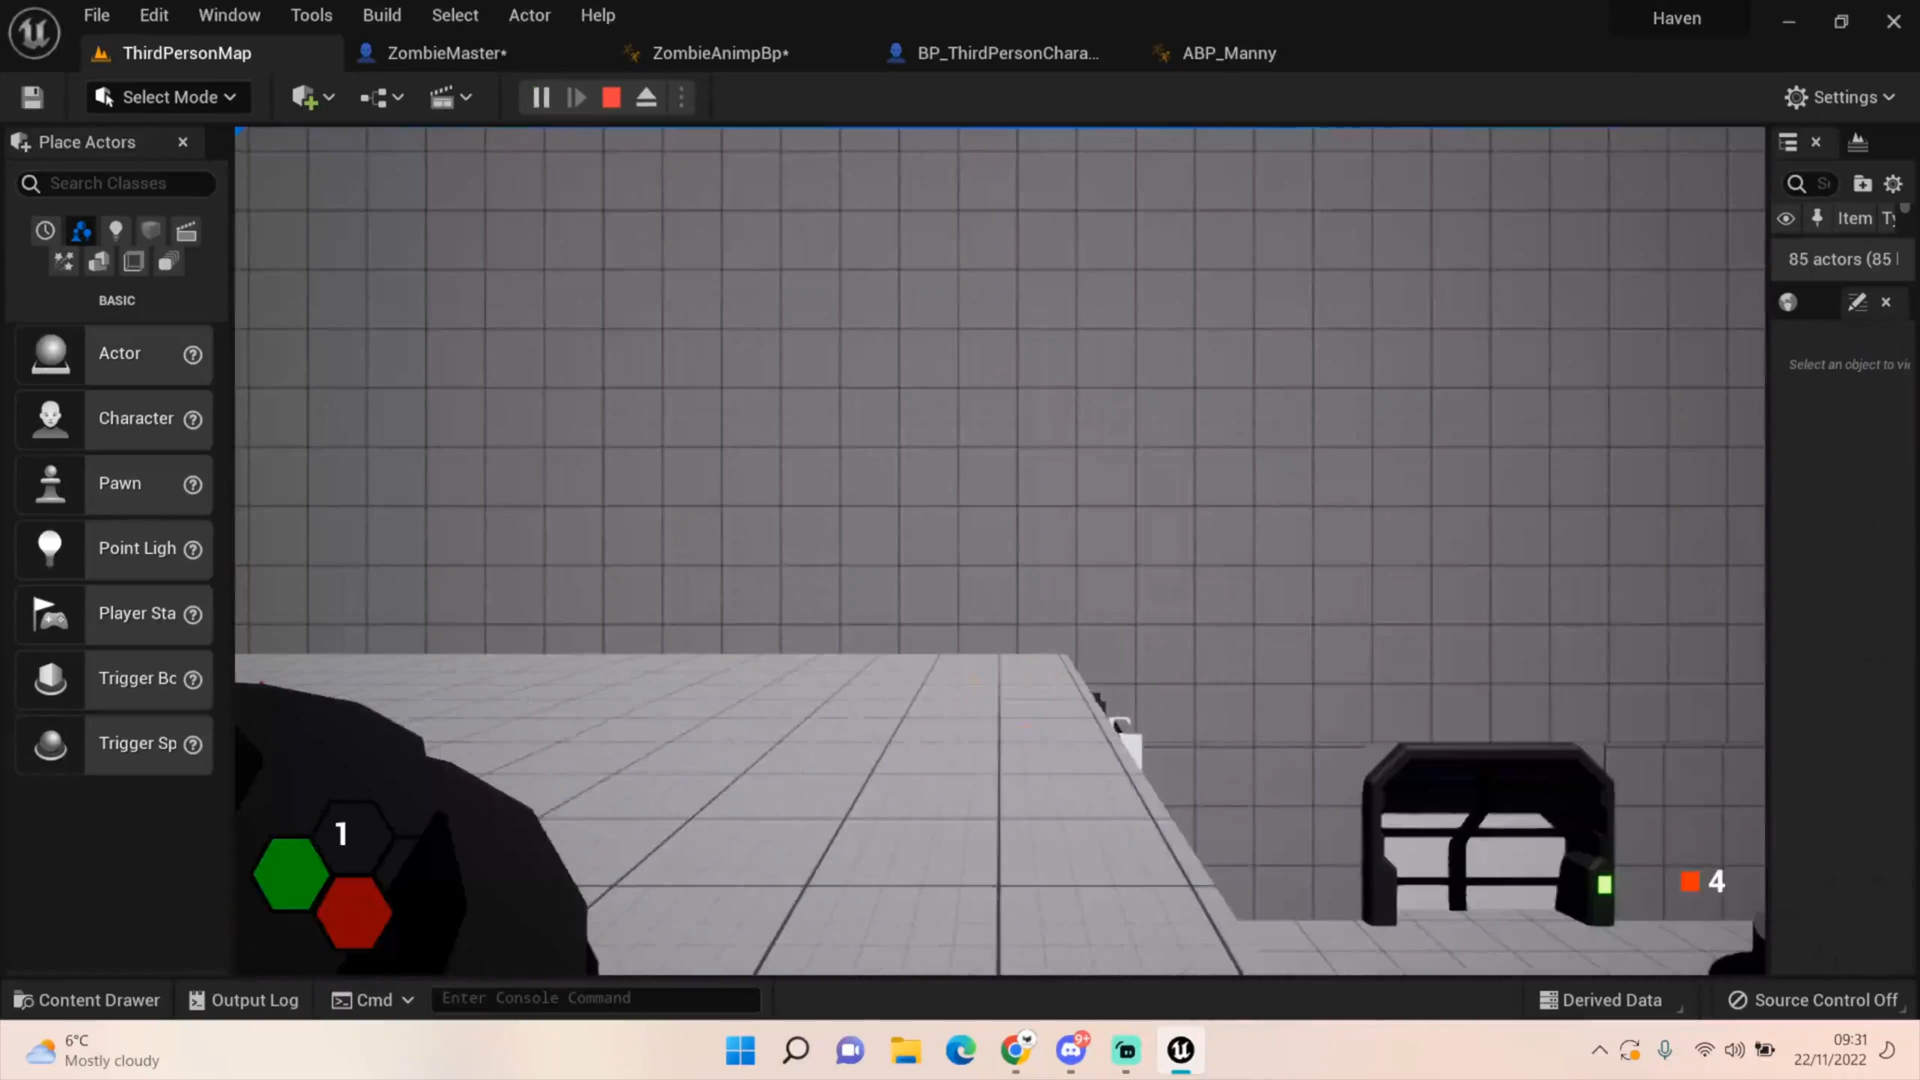 File Edit Window Tools Build Select Actor Help
Haven
ThirdPersonMap ZombieMaster* ZombieAnimpBp* BP_ThirdPersonChara... ABP_Manny
Select Mode
Settings
Place Actors
Search Classes
Item Ty
85 actors (85
BASIC
Actor
Select an object to vi
Character
Pawn
Point Ligh
Player Sta
Trigger Bo
Trigger Sp
1
4
Content Drawer Output Log Cmd Enter Console Command Derived Data Source Control Off
6°C
Mostly cloudy
9+
09:31
22/11/2022